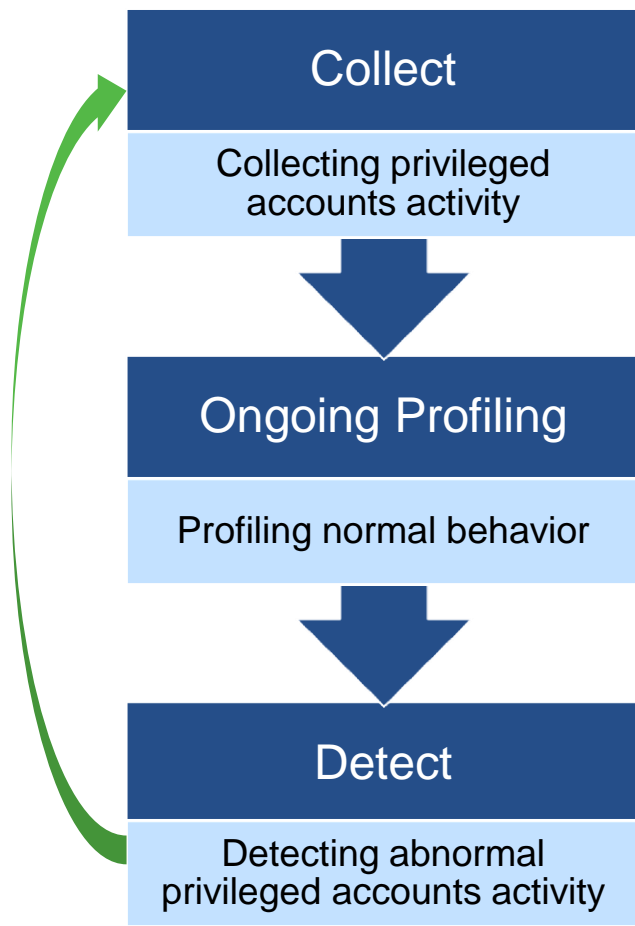 Collect
Collecting privileged
accounts activity
Ongoing Profiling
Profiling normal behavior
Detect
Detecting abnormal
privileged accounts activity